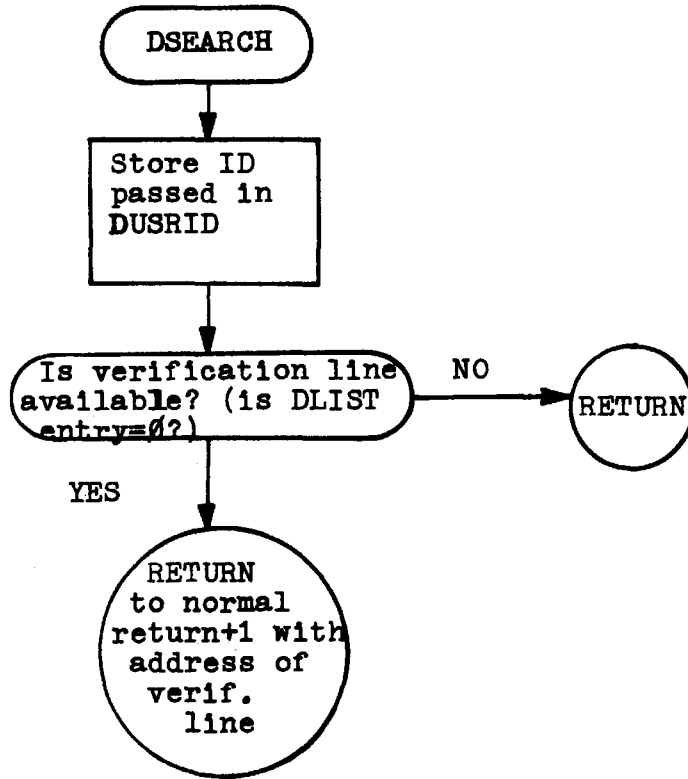 DSEARCH
Store ID
passed in
DUSRID
Is verification line
available? (is DLIST
entry=Ø?)
NO
RETURN
YES
RETURN
to normal
return+1 with
address of
verif.
line